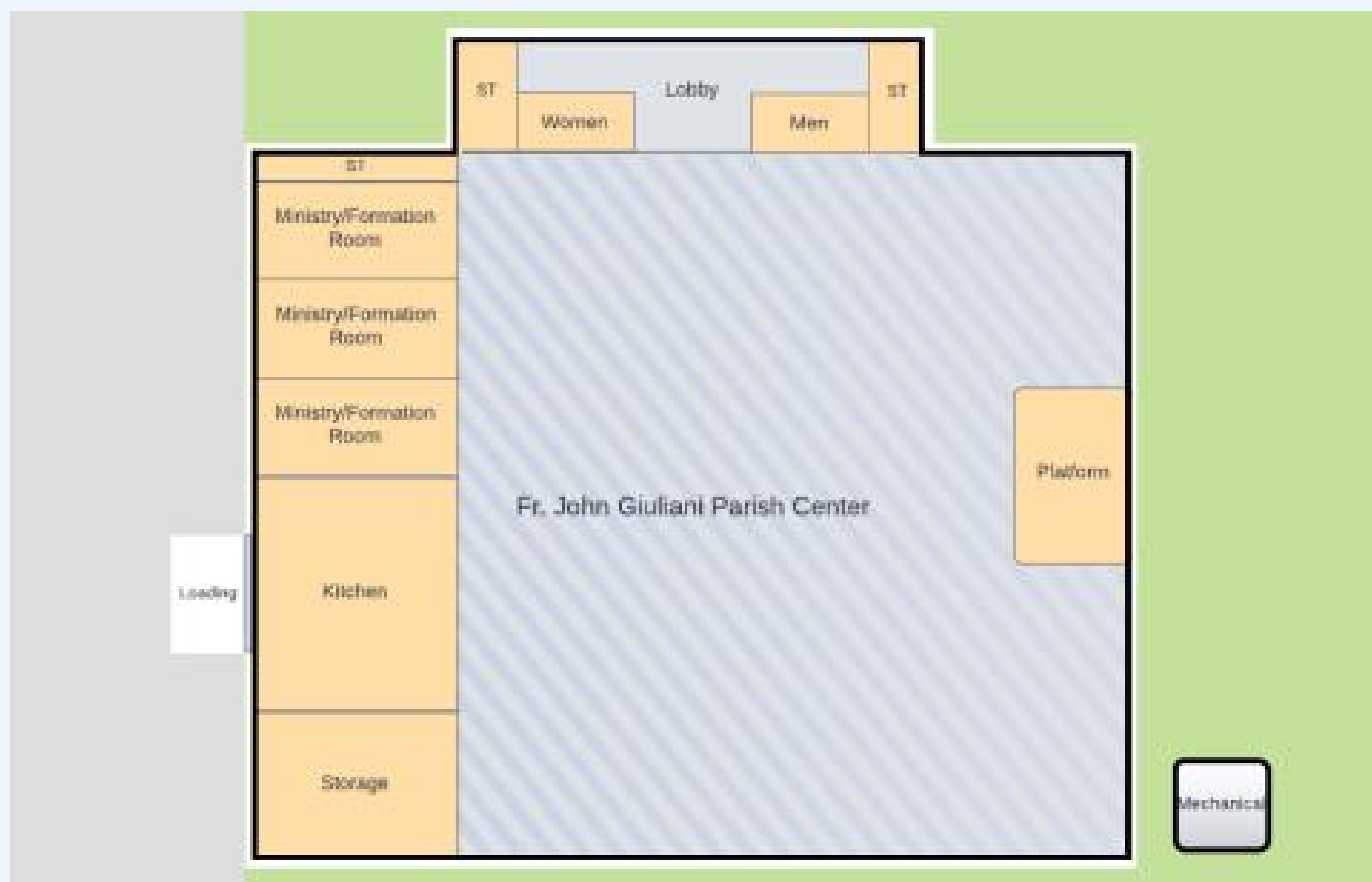 ST
Lobby
ST
Women
Men
ST
Ministry/Formation
Room
Ministry/Formation
Room
Ministry/Formation
Room
Platform
Fr. John Giuliani Parish Center
Loading
Kitchen
Storage
Mechanical